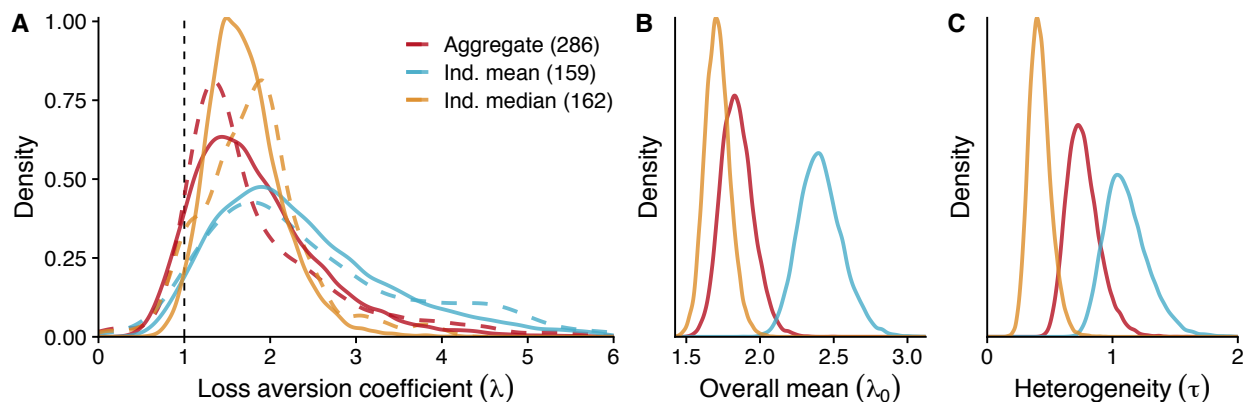 A
Density
1.00
0.75
0.50
0.25
0.00
Aggregate (286)
Ind. mean (159)
Ind. median (162)
0 1 2 3 4 5 6
Loss aversion coefficient (λ)
B
Density
1.5 2.0 2.5 3.0
Overall mean (λ₀)
C
Density
0 1 2
Heterogeneity (τ)